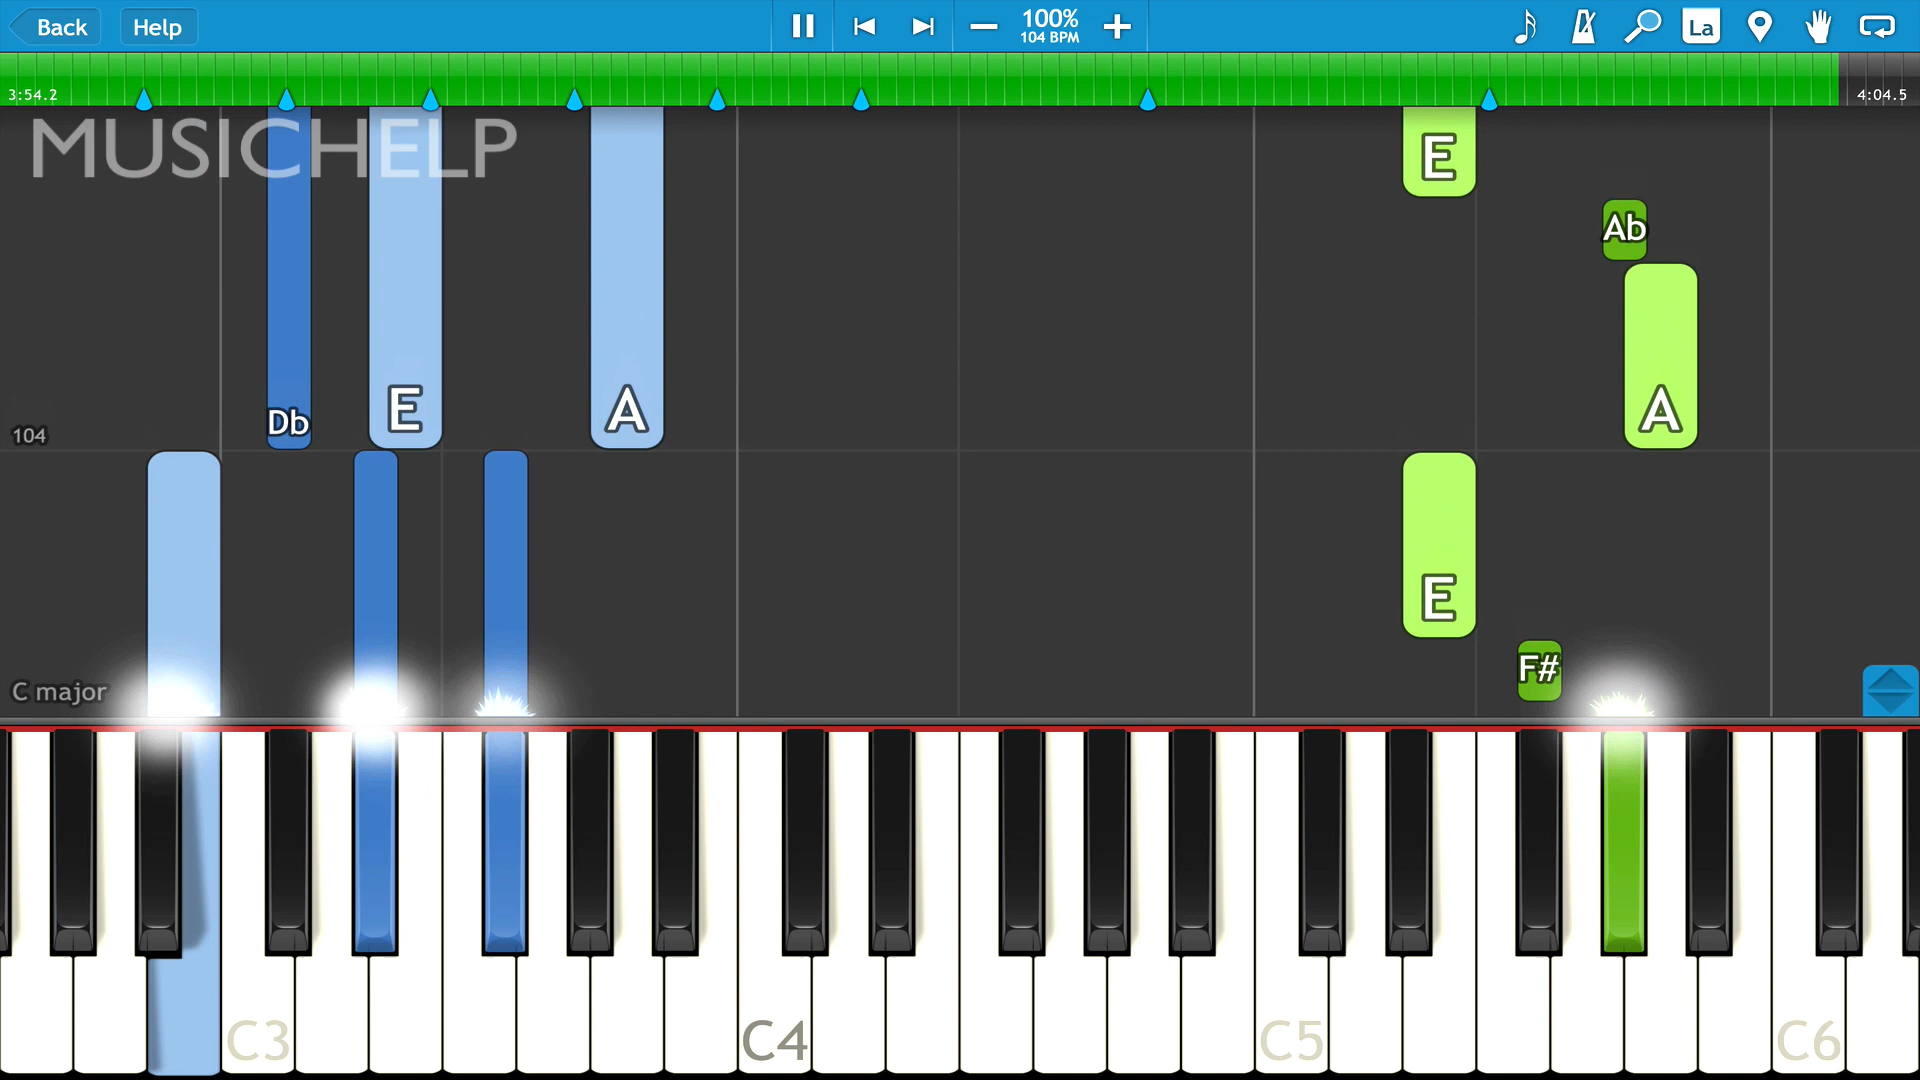 Back Help 100% La
104 BPM
3:54.2 4:04.5
MUSICHELP
E
Ab
Db E A A
104
E
F#
C major
C3 C4 C5 C6